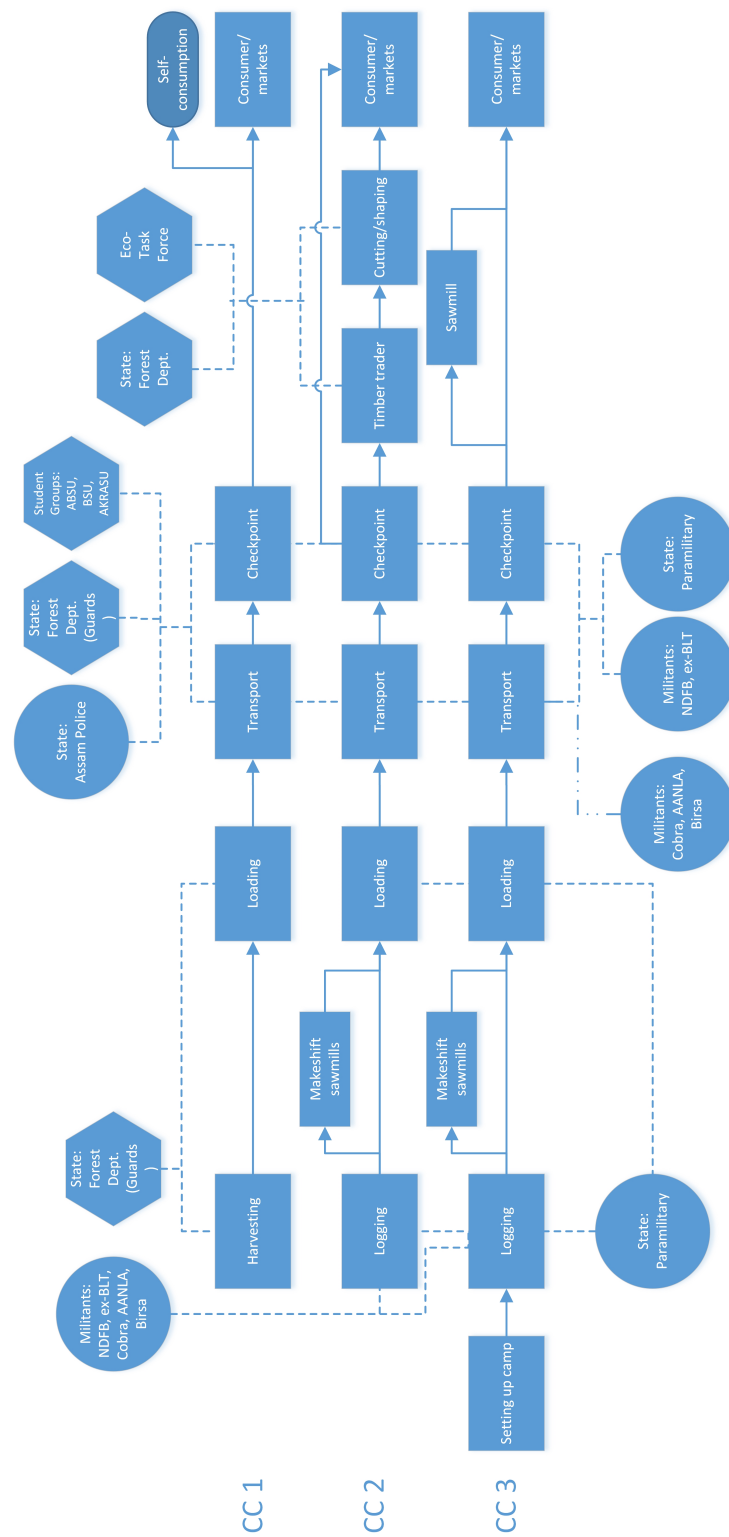 Self-
consumption
Eco-
Task
Force
State:
Forest
Dept.
Student
Groups:
ABSU,
BSU,
AKRASU
State:
Forest
Dept.
(Guards
)
State:
Assam Police
State:
Forest
Dept.
(Guards
)
Militants:
NDFB, ex-BLT,
Cobra, AANLA,
Birsa
CC 1
Harvesting
Loading
Transport
Checkpoint
Consumer/
markets
CC 2
Logging
Makeshift
sawmills
Loading
Transport
Checkpoint
Timber trader
Cutting/shaping
Consumer/
markets
CC 3
Setting up camp
Logging
Makeshift
sawmills
Loading
Transport
Checkpoint
Sawmill
Consumer/
markets
State:
Paramilitary
Militants:
Cobra, AANLA,
Birsa
Militants:
NDFB, ex-BLT
State:
Paramilitary